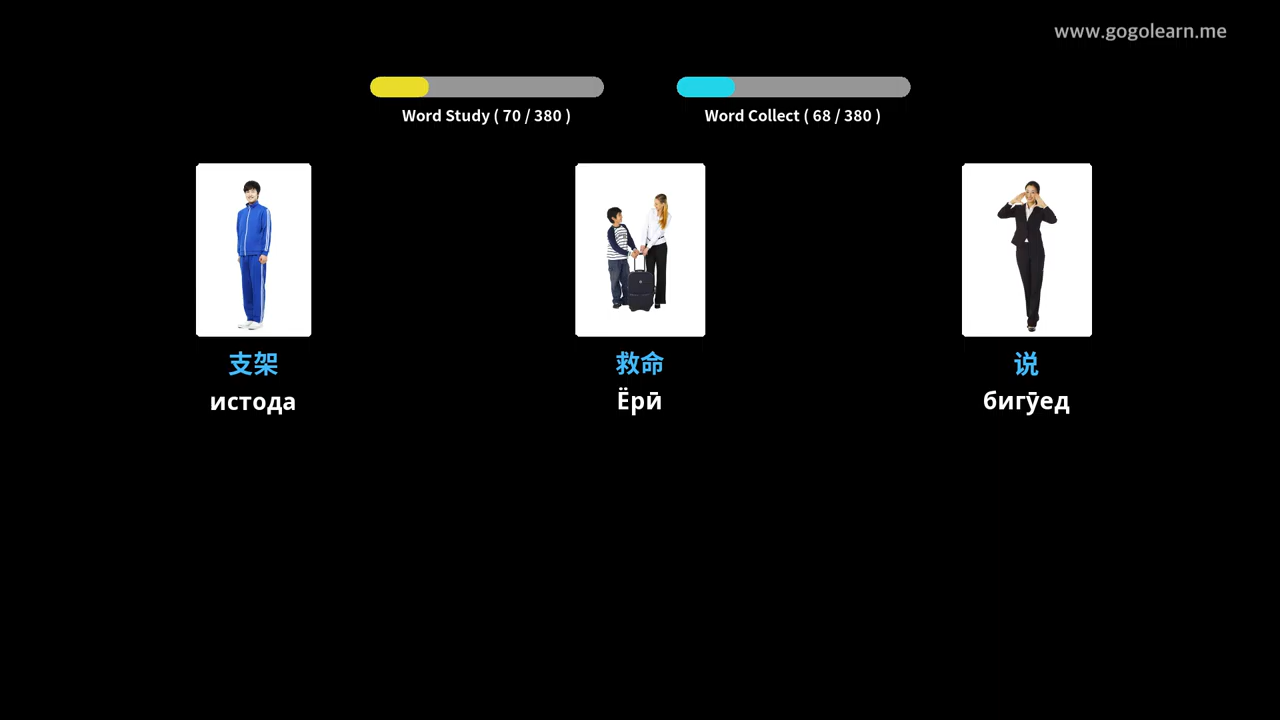 www.gogolearn.me
Word Study ( 70 / 380 )
Word Collect ( 68 / 380 )
支架
истода
救命
Ёрӣ
说
бигӯед